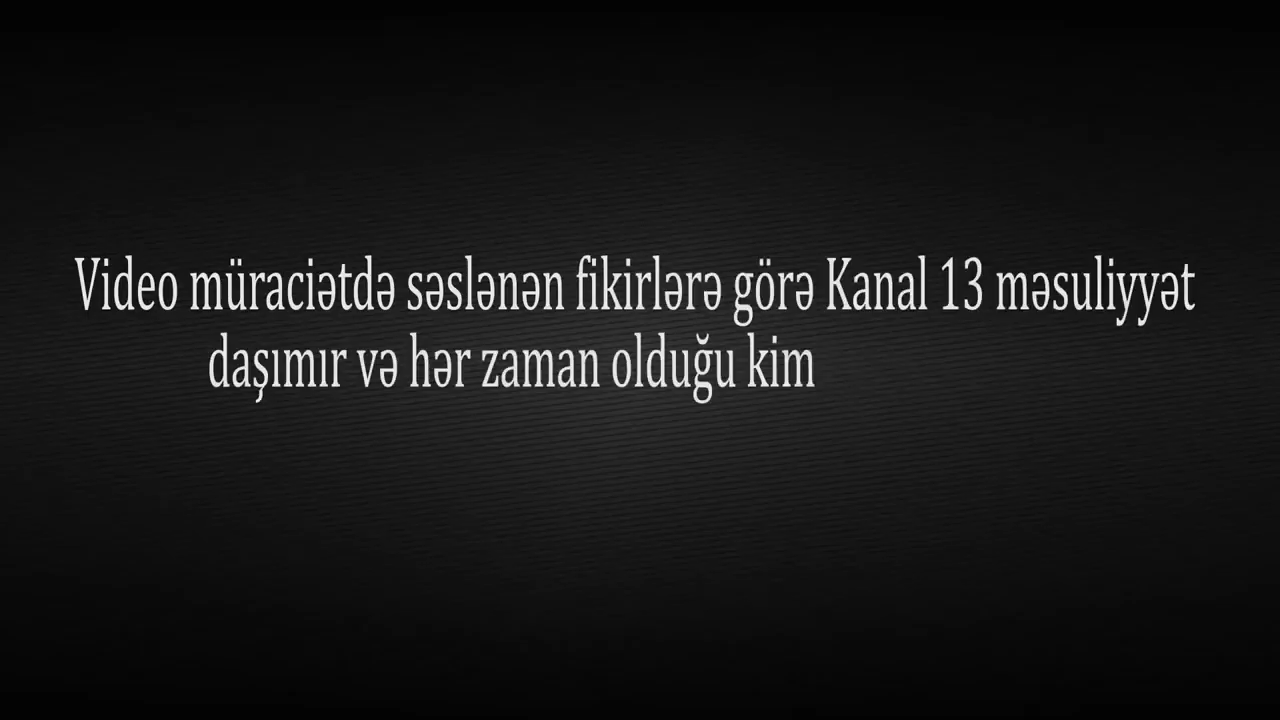 Video müraciətdə səslənən fikirlərə görə Kanal 13 məsuliyyət
daşımır və hər zaman olduğu kim